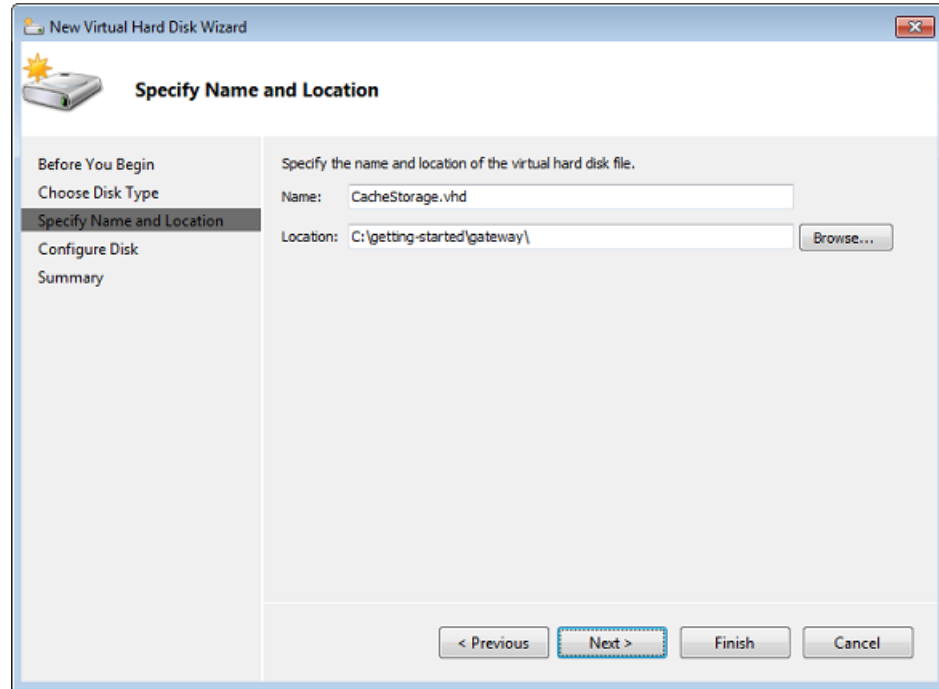 New Virtual Hard Disk Wizard
Specify Name and Location
Before You Begin
Choose Disk Type
Specify Name and Location
Configure Disk
Summary
Specify the name and location of the virtual hard disk file.
Name: CacheStorage.vhd
Location: C:\getting-started\gateway\ Browse...
< Previous Next > Finish Cancel